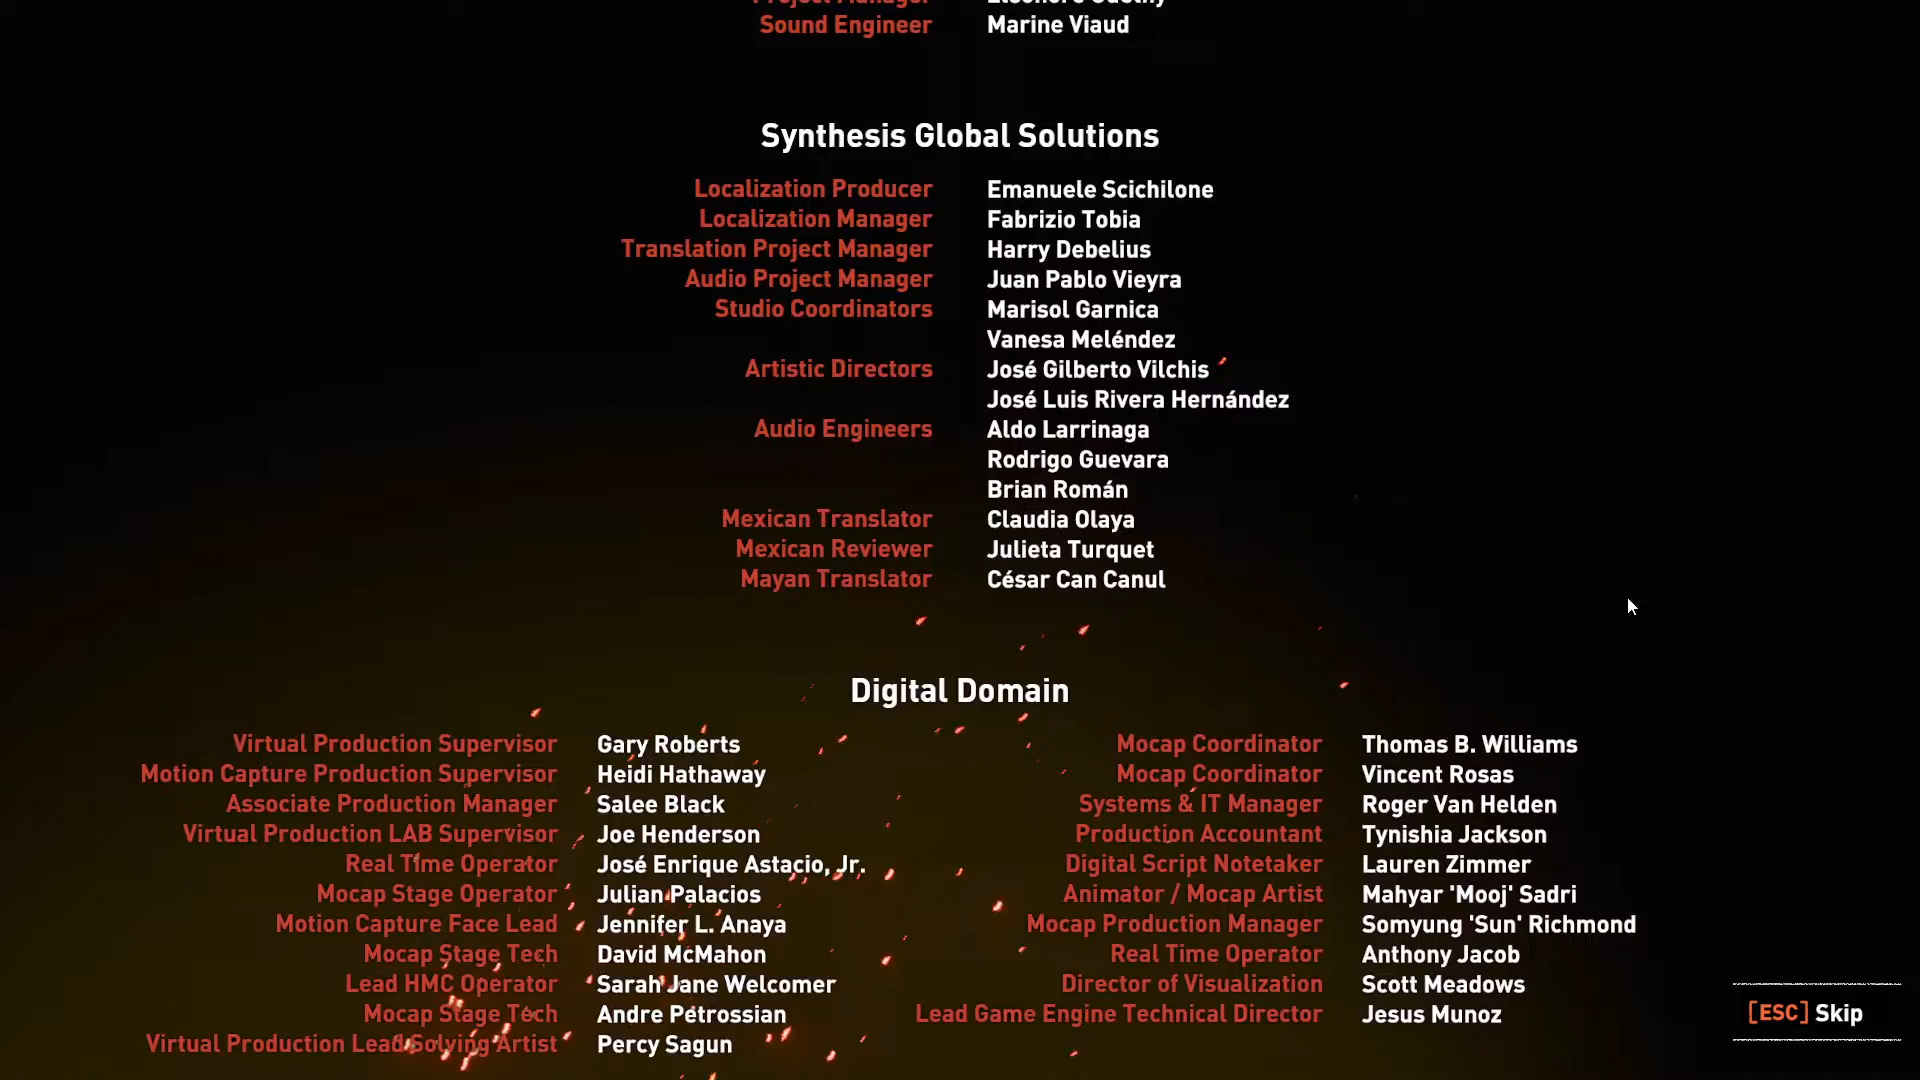 Sound Engineer Marine Viaud
Synthesis Global Solutions
Localization Producer Emanuele Scichilone
Localization Manager Fabrizio Tobia
Translation Project Manager Harry Debelius
Audio Project Manager Juan Pablo Vieyra
Studio Coordinators Marisol Garnica
Vanesa Meléndez
Artistic Directors José Gilberto Vilchis
José Luis Rivera Hernández
Audio Engineers Aldo Larrinaga
Rodrigo Guevara
Brian Román
Mexican Translator Claudia Olaya
Mexican Reviewer Julieta Turquet
Mayan Translator César Can Canul
Digital Domain
Virtual Production Supervisor Gary Roberts
Motion Capture Production Supervisor Heidi Hathaway
Associate Production Manager Salee Black
Virtual Production LAB Supervisor Joe Henderson
Real Time Operator José Enrique Astacio, Jr.
Mocap Stage Operator Julian Palacios
Motion Capture Face Lead Jennifer L. Anaya
Mocap Stage Tech David McMahon
Lead HMC Operator Sarah Jane Welcomer
Mocap Stage Tech Andre Petrossian
Virtual Production Lead Solving Artist Percy Sagun
Mocap Coordinator Thomas B. Williams
Mocap Coordinator Vincent Rosas
Systems & IT Manager Roger Van Helden
Production Accountant Tynishia Jackson
Digital Script Notetaker Lauren Zimmer
Animator / Mocap Artist Mahyar 'Mooj' Sadri
Mocap Production Manager Somyung 'Sun' Richmond
Real Time Operator Anthony Jacob
Director of Visualization Scott Meadows
Lead Game Engine Technical Director Jesus Munoz
[ESC] Skip